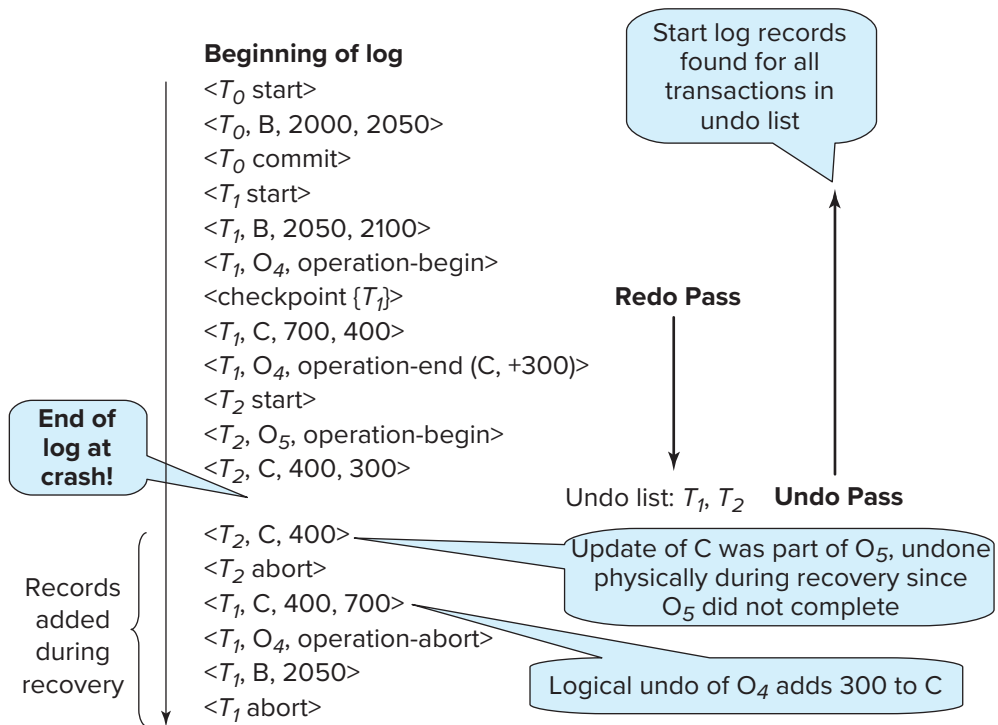 Beginning of log
<T0 start>
<T0, B, 2000, 2050>
<T0 commit>
<T1 start>
<T1, B, 2050, 2100>
<T1, O4, operation-begin>
<checkpoint {T1}>
<T1, C, 700, 400>
<T1, O4, operation-end (C, +300)>
<T2 start>
<T2, O5, operation-begin>
<T2, C, 400, 300>
End of
log at
crash!
Start log records
found for all
transactions in
undo list
Redo Pass
Undo list: T1, T2
Undo Pass
Records
added
during
recovery
<T2, C, 400>
<T2 abort>
<T1, C, 400, 700>
<T1, O4, operation-abort>
<T1, B, 2050>
<T1 abort>
Update of C was part of O5, undone
physically during recovery since
O5 did not complete
Logical undo of O4 adds 300 to C